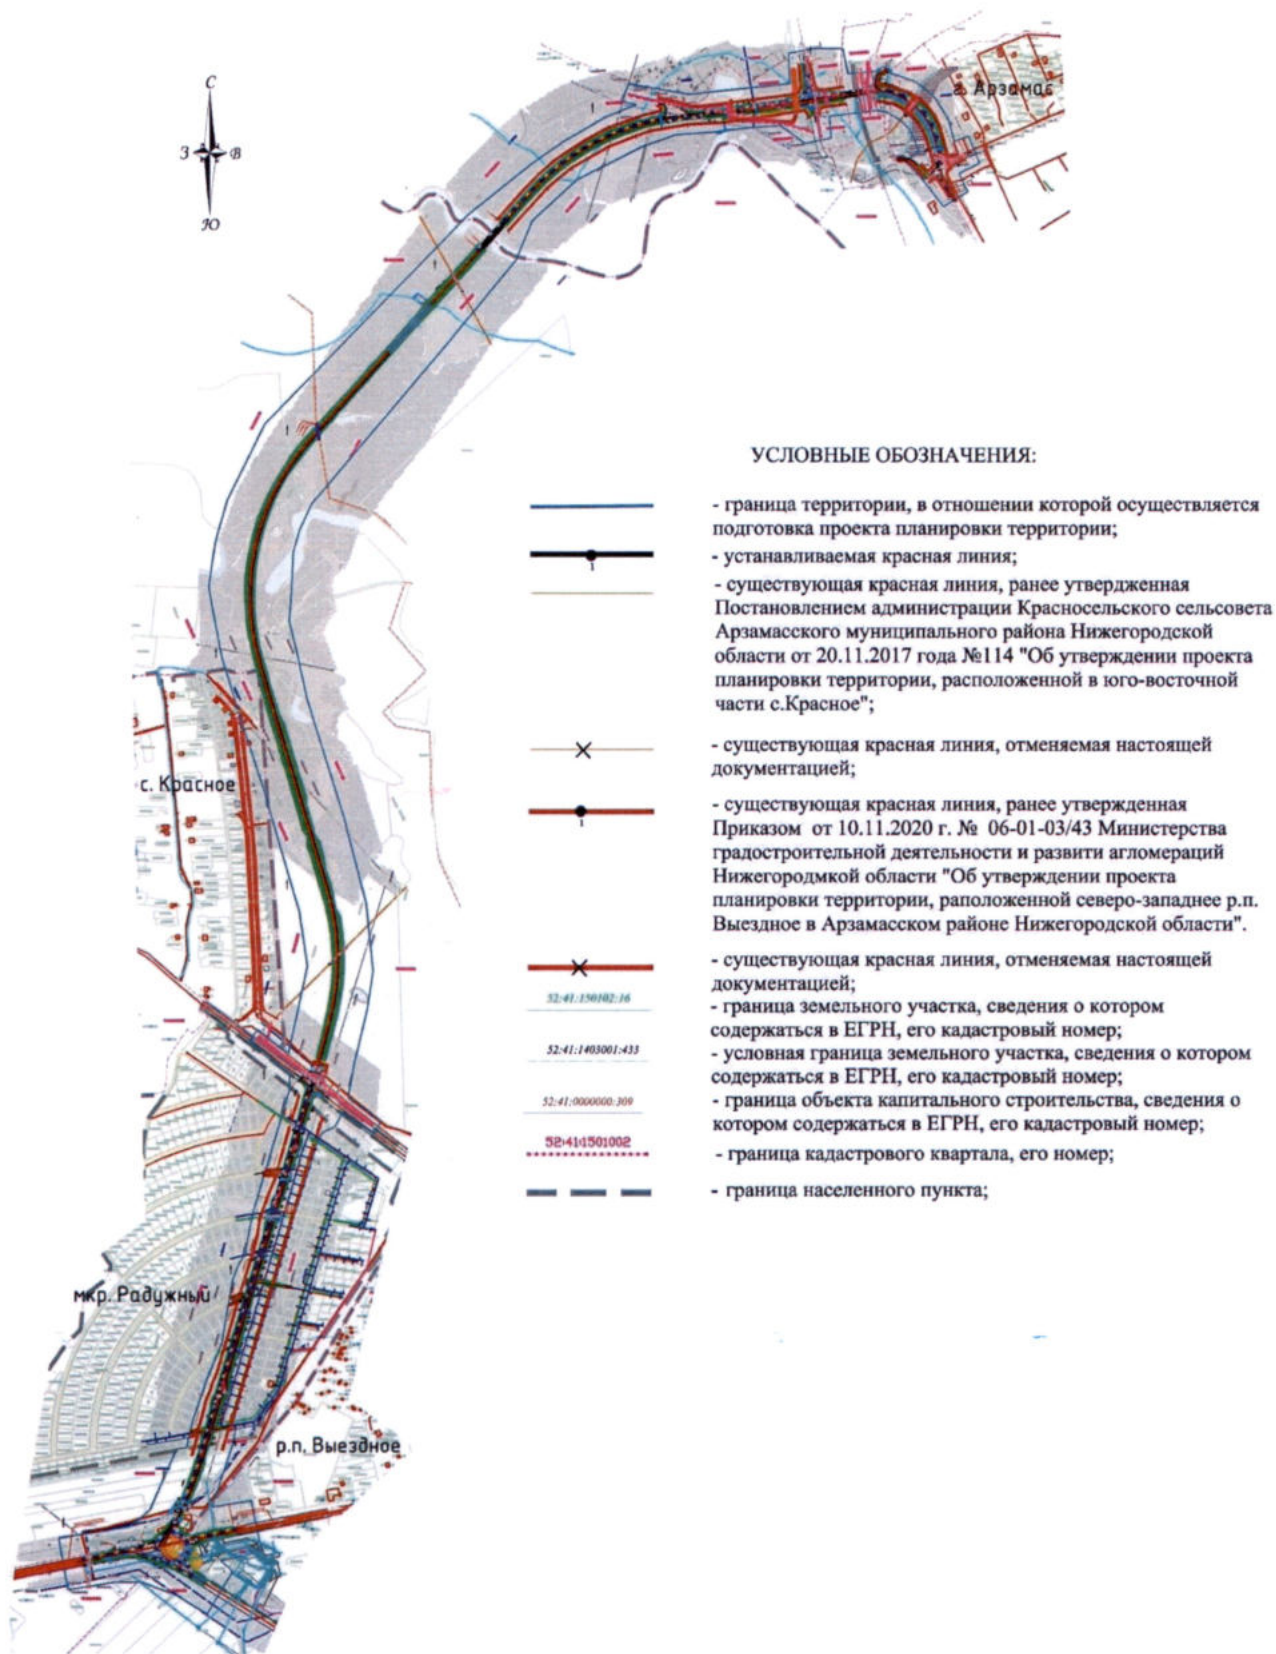 С
З
В
Ю
г. Арзамас
УСЛОВНЫЕ ОБОЗНАЧЕНИЯ:
- граница территории, в отношении которой осуществляется
подготовка проекта планировки территории;
1
- устанавливаемая красная линия;
- существующая красная линия, ранее утвержденная
Постановлением администрации Красносельского сельсовета
Арзамасского муниципального района Нижегородской
области от 20.11.2017 года №114 "Об утверждении проекта
планировки территории, расположенной в юго-восточной
части с.Красное";
- существующая красная линия, отменяемая настоящей
документацией;
с. Красное
1
- существующая красная линия, ранее утвержденная
Приказом от 10.11.2020 г. № 06-01-03/43 Министерства
градостроительной деятельности и развити агломераций
Нижегородмкой области "Об утверждении проекта
планировки территории, раположенной северо-западнее р.п.
Выездное в Арзамасском районе Нижегородской области".
- существующая красная линия, отменяемая настоящей
документацией;
52:41:150102:16
- граница земельного участка, сведения о котором
содержаться в ЕГРН, его кадастровый номер;
52:41:1403001:433
- условная граница земельного участка, сведения о котором
содержаться в ЕГРН, его кадастровый номер;
52:41:0000000:309
- граница объекта капитального строительства, сведения о
котором содержаться в ЕГРН, его кадастровый номер;
52:41:1501002
- граница кадастрового квартала, его номер;
- граница населенного пункта;
мкр. Радужный
р.п. Выездное